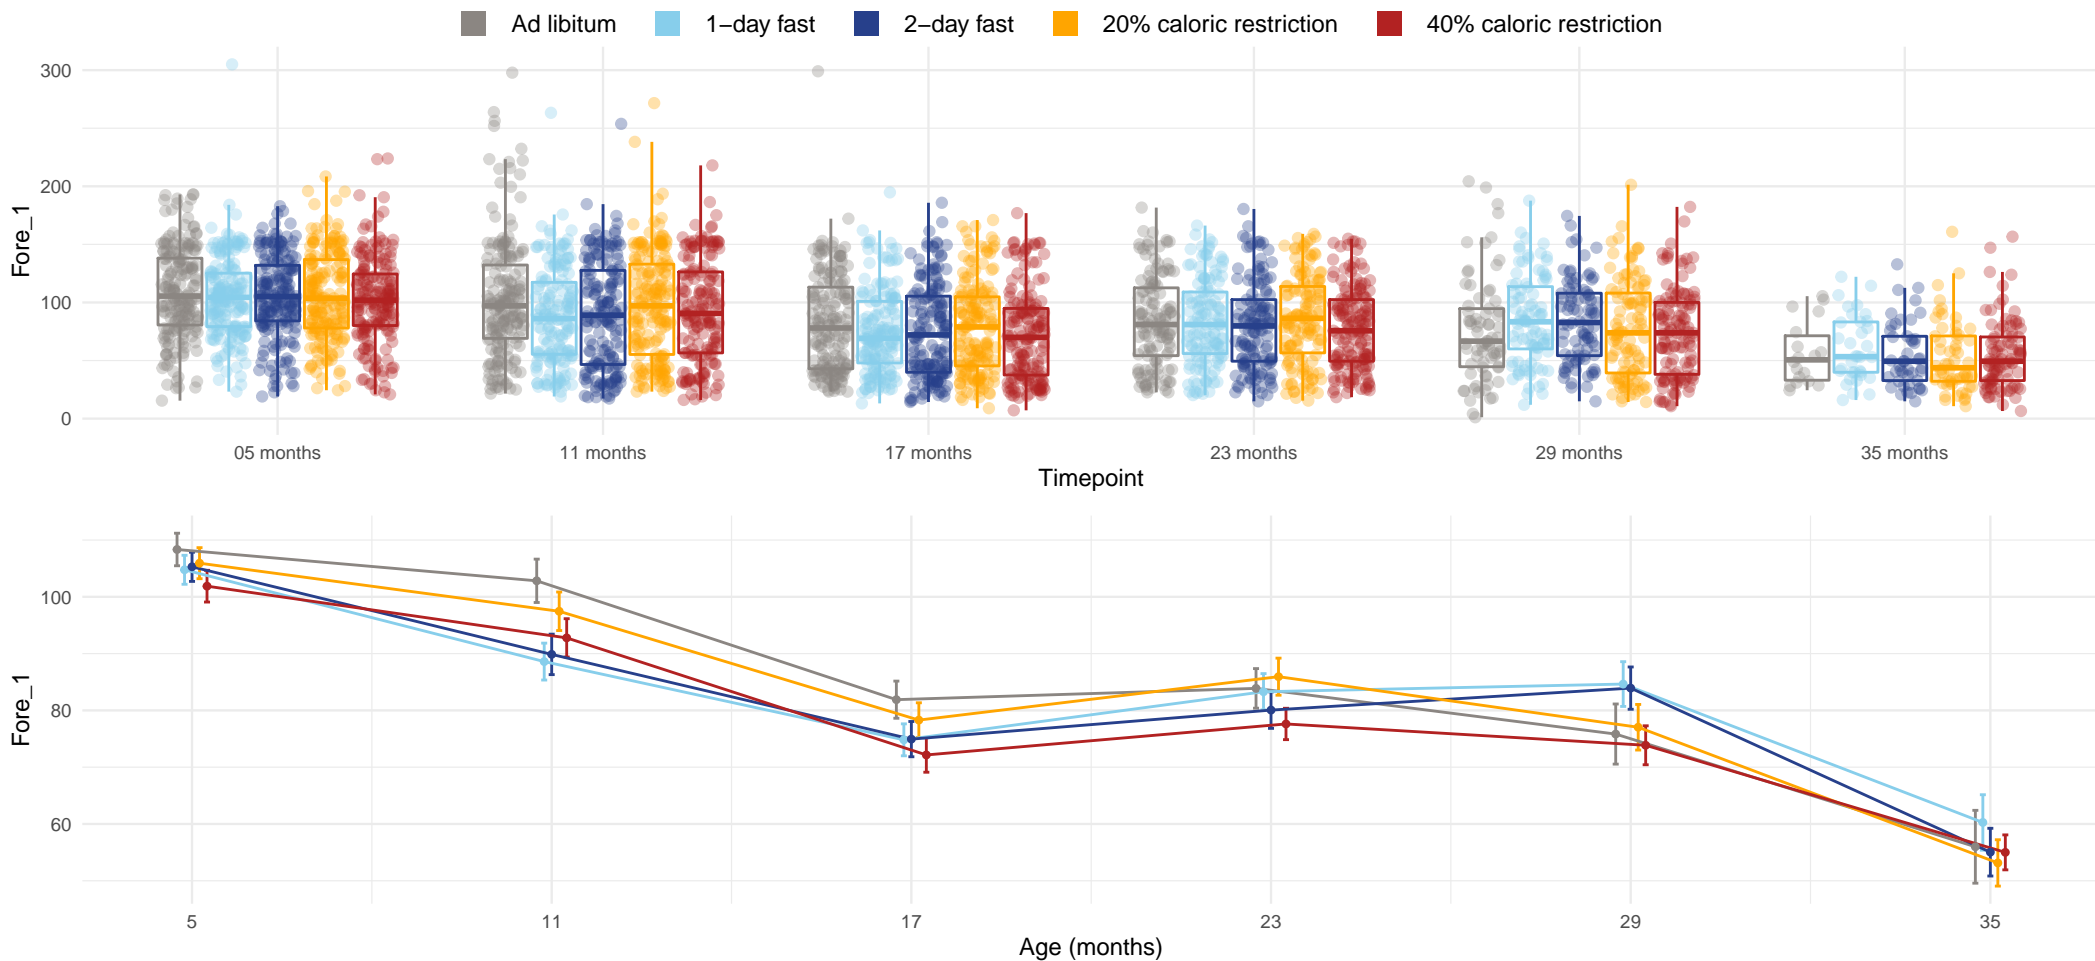 Ad libitum 1−day fast 2−day fast 20% caloric restriction 40% caloric restriction
300
200
100
0
Fore_1
05 months 11 months 17 months 23 months 29 months 35 months
Timepoint
100
80
60
Fore_1
5 11 17 23 29 35
Age (months)